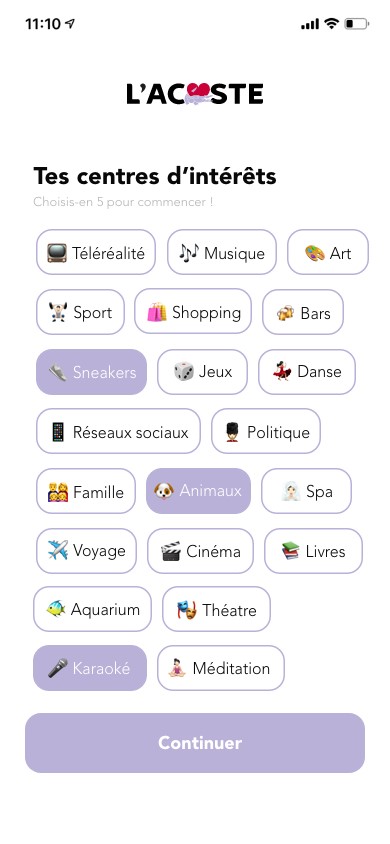 11:10
L'ACOSTE
Tes centres d'intérêts
Choisis-en 5 pour commencer !
Téléréalité Musique Art
Sport Shopping Bars
Sneakers Jeux Danse
Réseaux sociaux Politique
Famille Animaux Spa
Voyage Cinéma Livres
Aquarium Théatre
Karaoké Méditation
Continuer